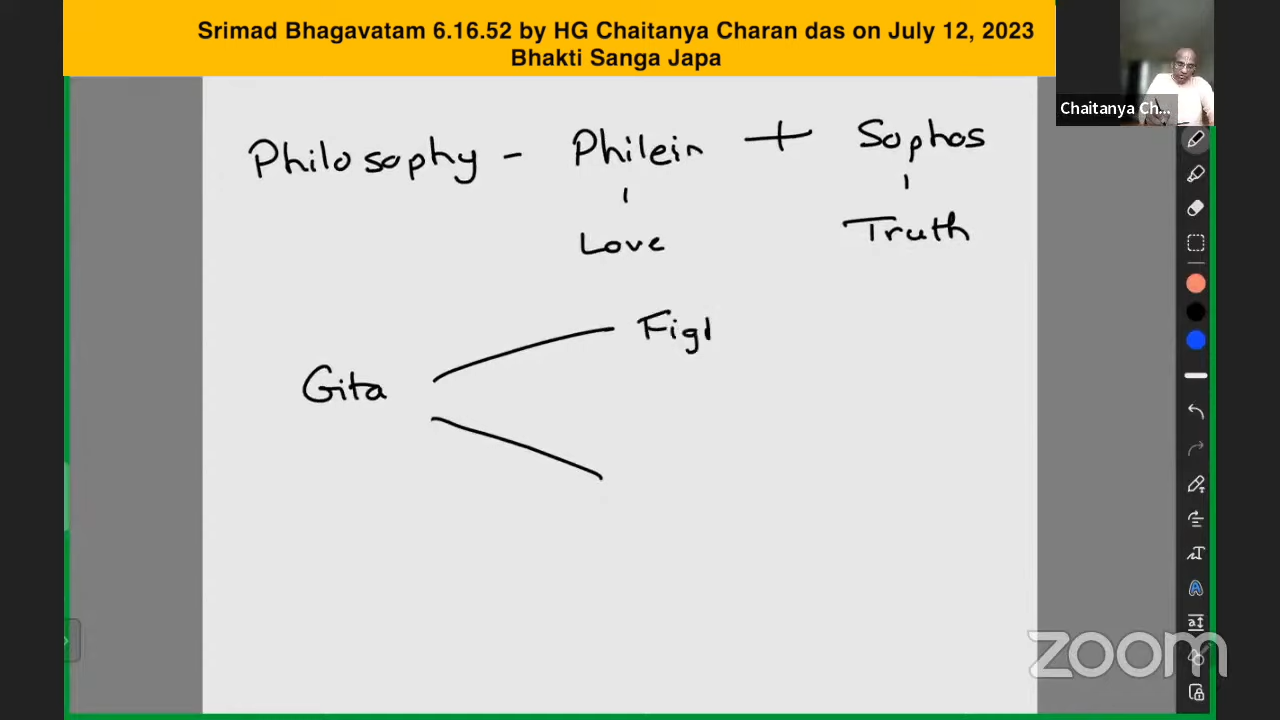 Srimad Bhagavatam 6.16.52 by HG Chaitanya Charan das on July 12, 2023
Bhakti Sanga Japa
Chaitanya Ch...
Philosophy - Philein + Sophos
Love Truth
Gita Figh
zoom